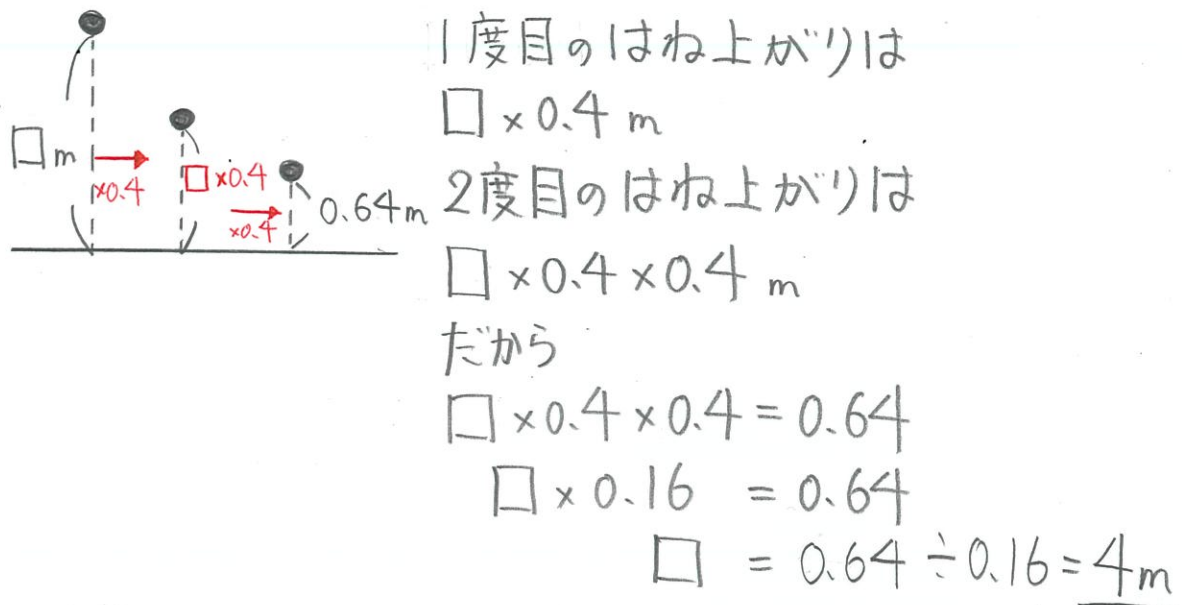 □m
×0.4
□×0.4
×0.4
0.64m
1度目のはね上がりは
□×0.4 m
2度目のはね上がりは
□×0.4×0.4 m
だから
□×0.4×0.4=0.64
□×0.16 =0.64
□ =0.64÷0.16=4m